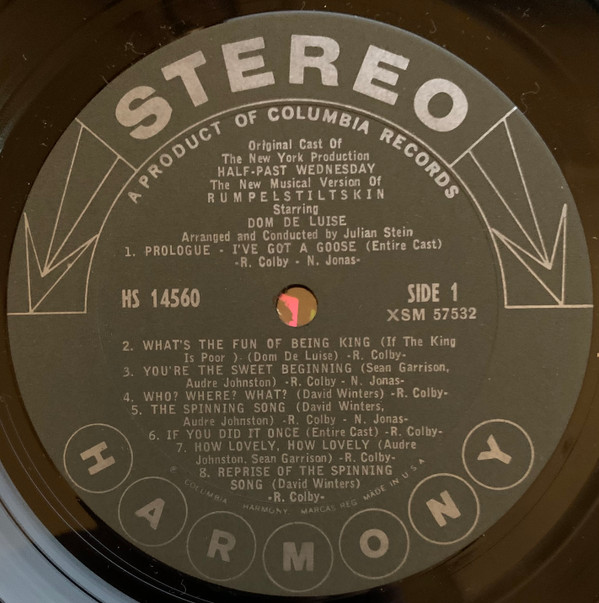 STEREO
A PRODUCT OF COLUMBIA RECORDS
Original Cast Of
The New York Production
HALF-PAST WEDNESDAY
The New Musical Version Of
RUMPELSTILTSKIN
Starring
DOM DE LUISE
Arranged and Conducted by Julian Stein
1. PROLOGUE - I'VE GOT A GOOSE (Entire Cast)
-R. Colby - N. Jonas-
HS 14560
SIDE 1
XSM 57532
2. WHAT'S THE FUN OF BEING KING (If The King
Is Poor ) (Dom De Luise) -R. Colby-
3. YOU'RE THE SWEET BEGINNING (Sean Garrison,
Audre Johnston) -R. Colby - N. Jonas-
4. WHO? WHERE? WHAT? (David Winters) -R. Colby-
5. THE SPINNING SONG (David Winters,
Audre Johnston) -R. Colby - N. Jonas-
6. IF YOU DID IT ONCE (Entire Cast) -R. Colby-
7. HOW LOVELY, HOW LOVELY (Audre
Johnston, Sean Garrison) -R. Colby-
8. REPRISE OF THE SPINNING
SONG (David Winters)
-R. Colby-
COLUMBIA HARMONY, MARCAS REG. MADE IN U.S.A.
HARMONY